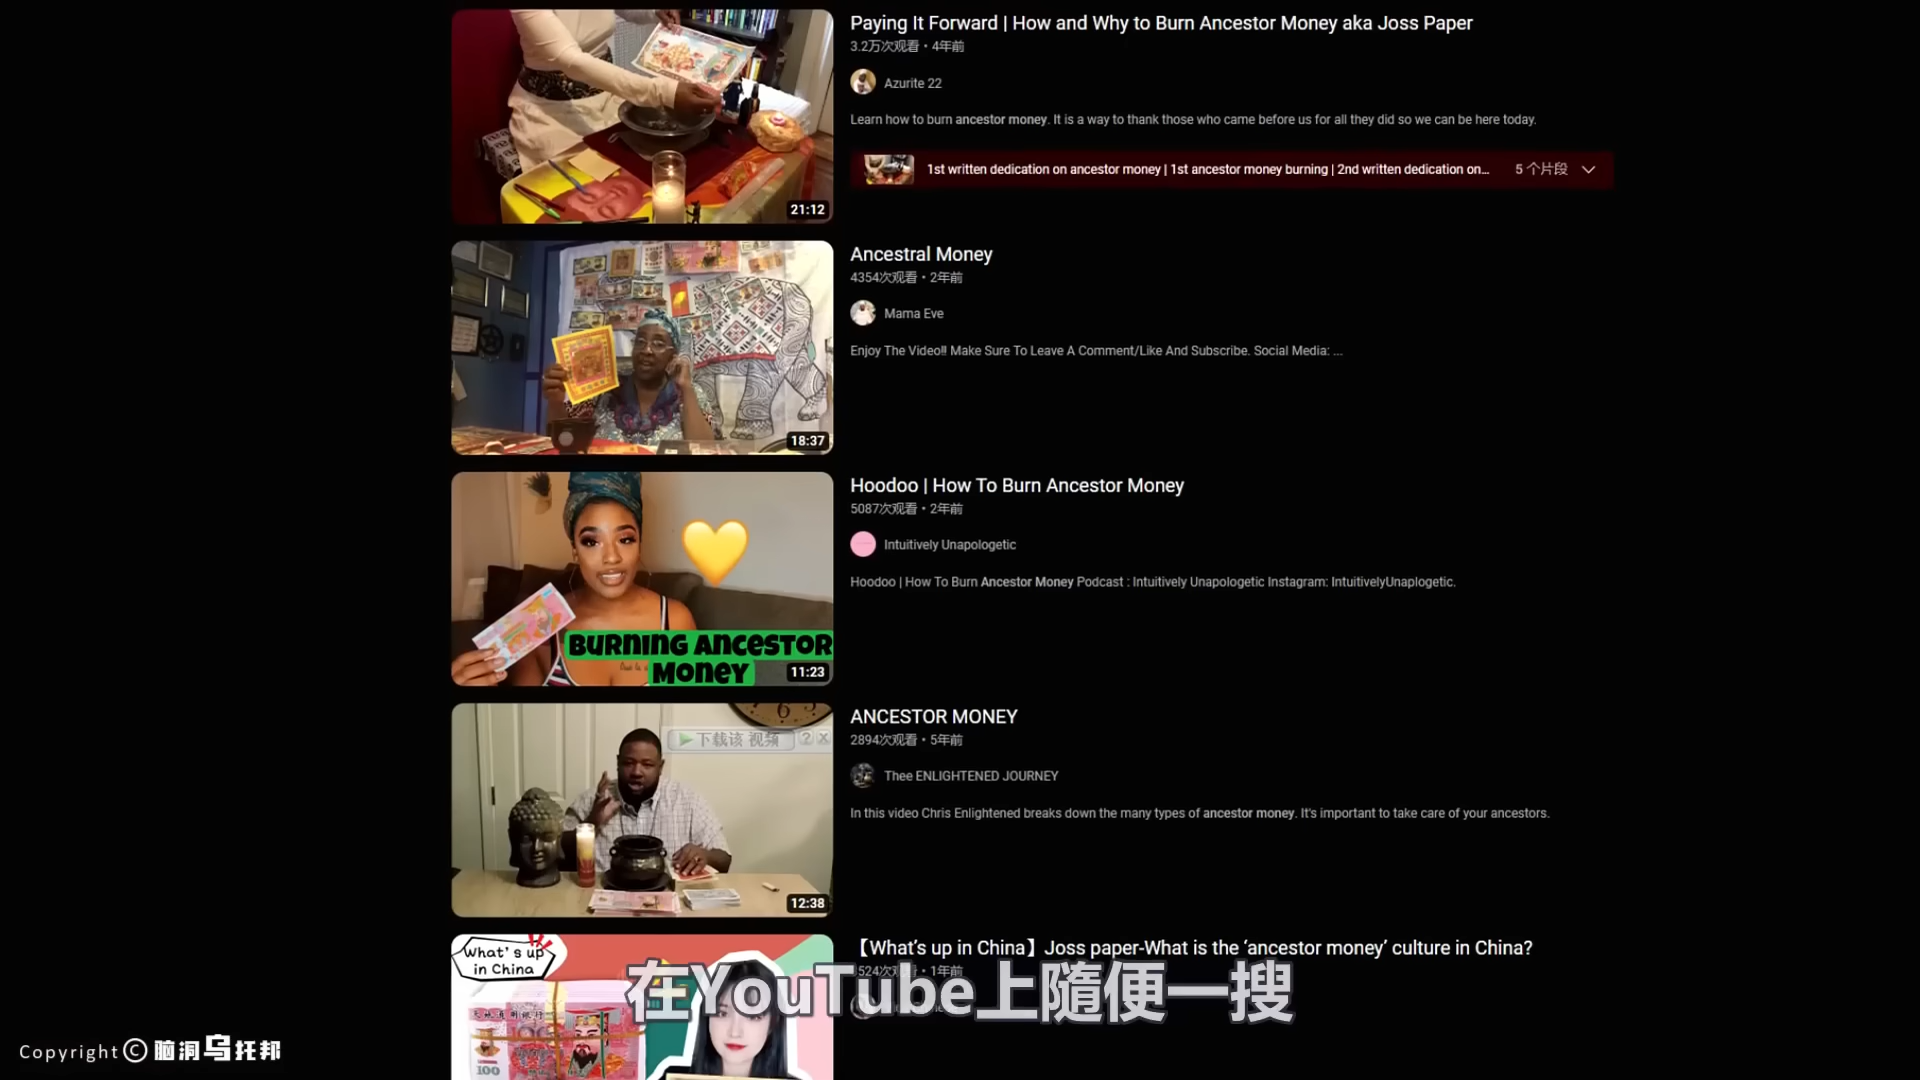 Paying It Forward | How and Why to Burn Ancestor Money aka Joss Paper
3.2万次观看・4年前
Azurite 22
Learn how to burn ancestor money. It is a way to thank those who came before us for all they did so we can be here today.
1st written dedication on ancestor money | 1st ancestor money burning | 2nd written dedication on...
5 个片段
21:12
Ancestral Money
4354次观看・2年前
Mama Eve
Enjoy The Video!! Make Sure To Leave A Comment/Like And Subscribe. Social Media: ...
18:37
Hoodoo | How To Burn Ancestor Money
5087次观看・2年前
Intuitively Unapologetic
Hoodoo | How To Burn Ancestor Money Podcast : Intuitively Unapologetic Instagram: IntuitivelyUnaplogetic.
BURNING ANCESTOR
MONEY
11:23
ANCESTOR MONEY
2894次观看・5年前
下载该 视频
Thee ENLIGHTENED JOURNEY
In this video Chris Enlightened breaks down the many types of ancestor money. It's important to take care of your ancestors.
12:38
【What's up in China】Joss paper-What is the 'ancestor money' culture in China?
524次观看・1年前
What's up
in China
100
在YouTube上隨便一搜
Copyright © 脑洞乌托邦